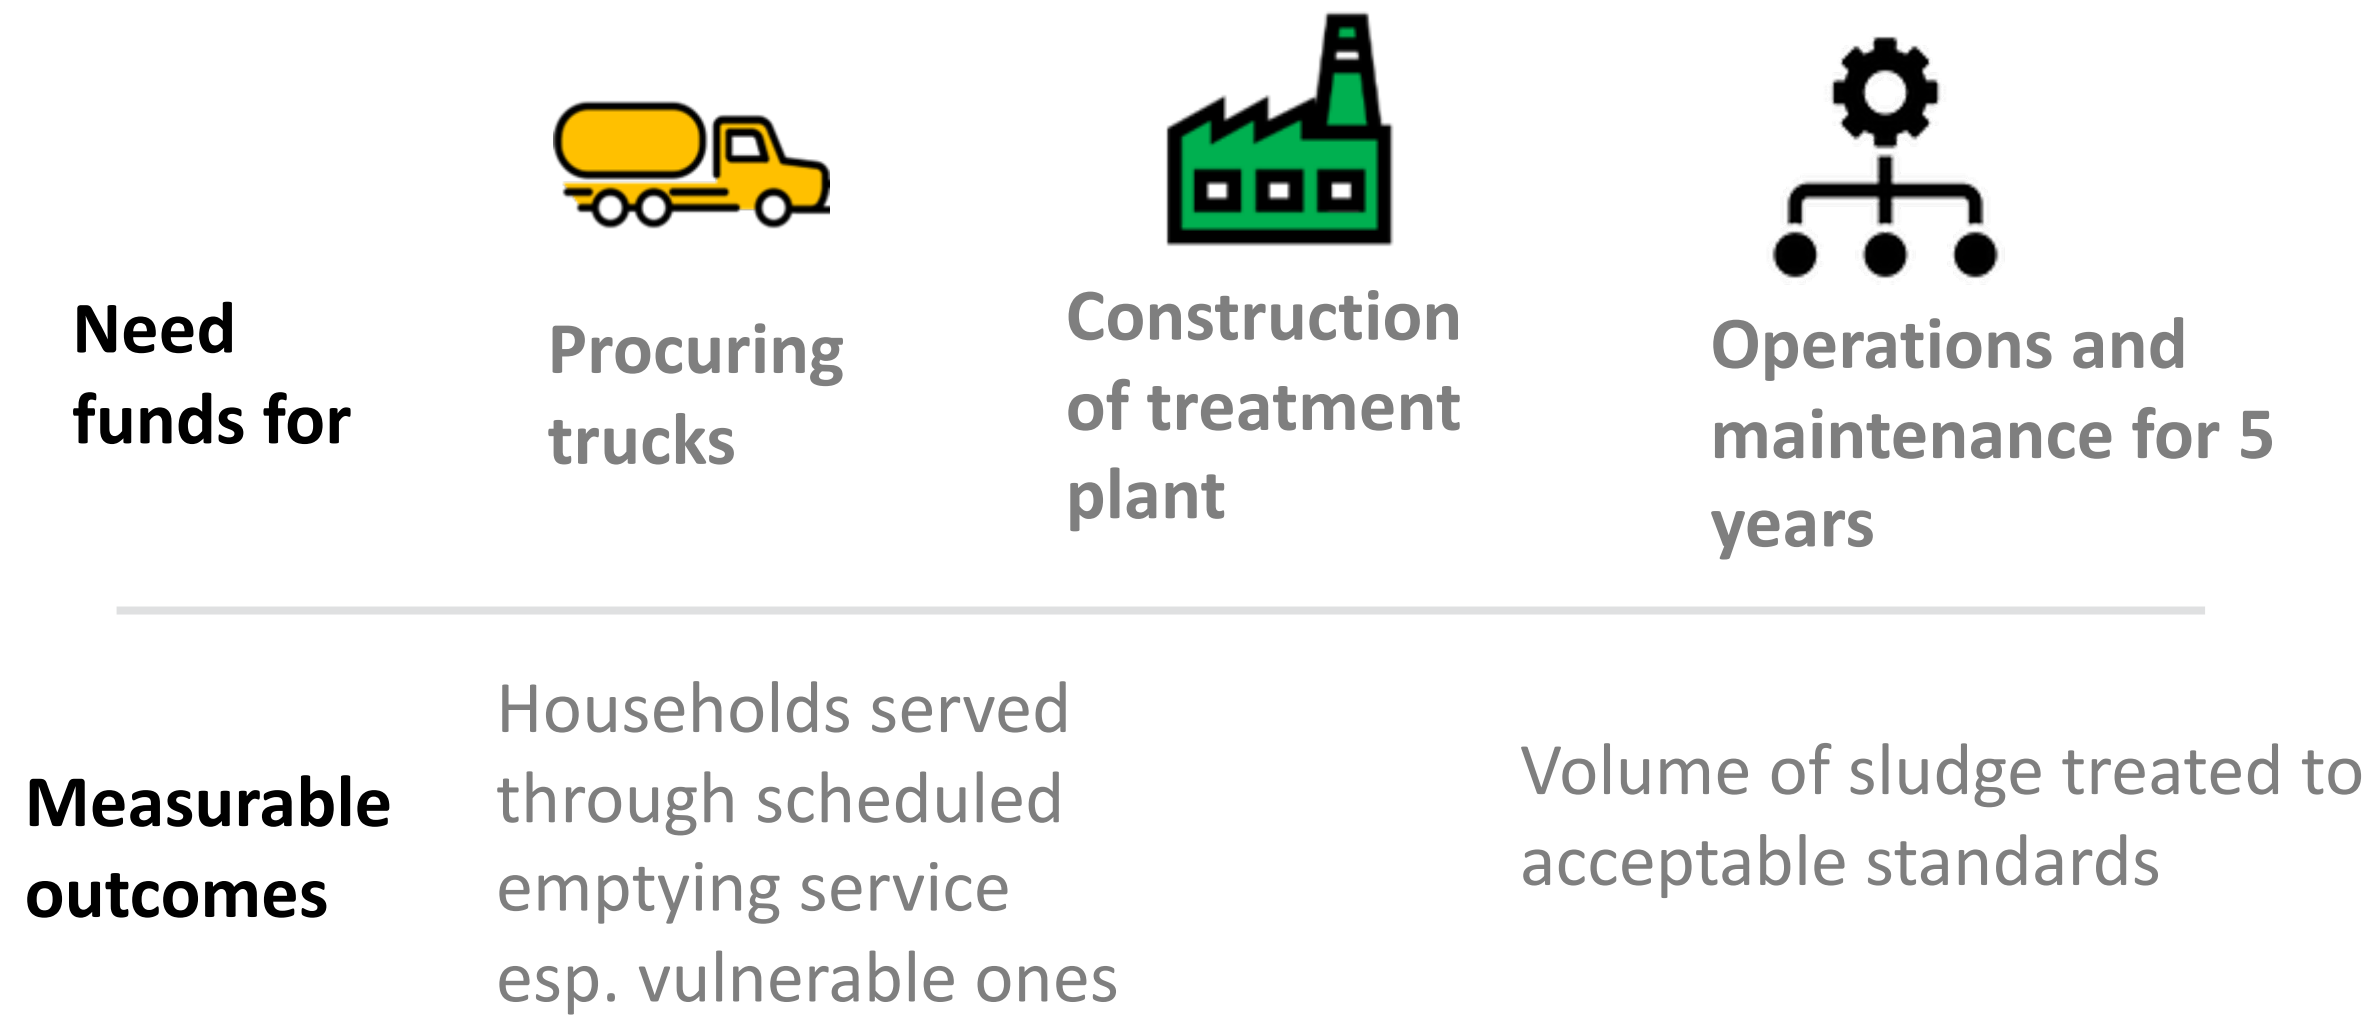 Need
funds for
Procuring
trucks
Construction
of treatment
plant
Operations and
maintenance for 5
years
Measurable
outcomes
Households served
through scheduled
emptying service
esp. vulnerable ones
Volume of sludge treated to
acceptable standards